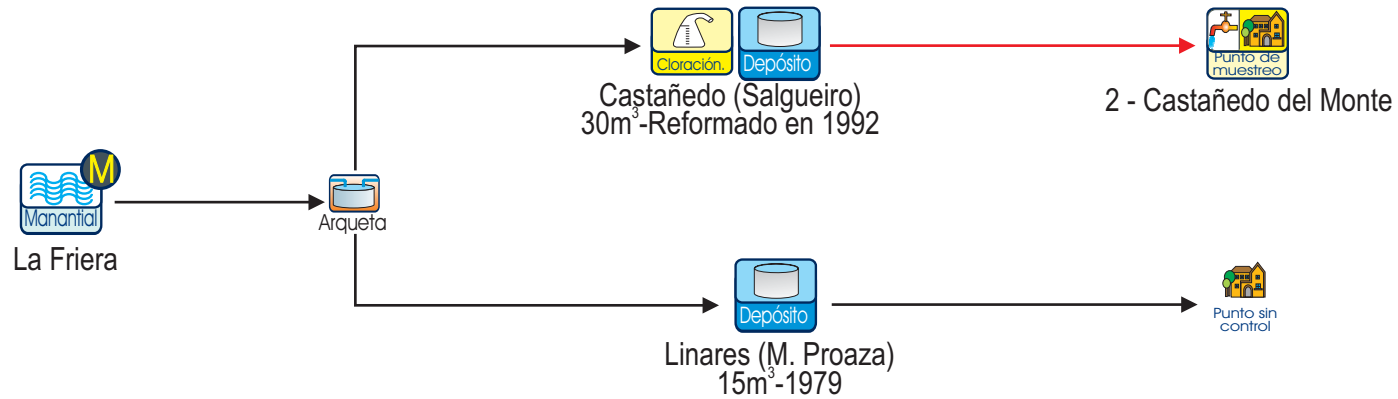 Cloración.
Depósito
Castañedo (Salgueiro)
30m³-Reformado en 1992
Punto de
muestreo
2 - Castañedo del Monte
M
Manantial
La Friera
Arqueta
Depósito
Linares (M. Proaza)
15m³-1979
Punto sin
control